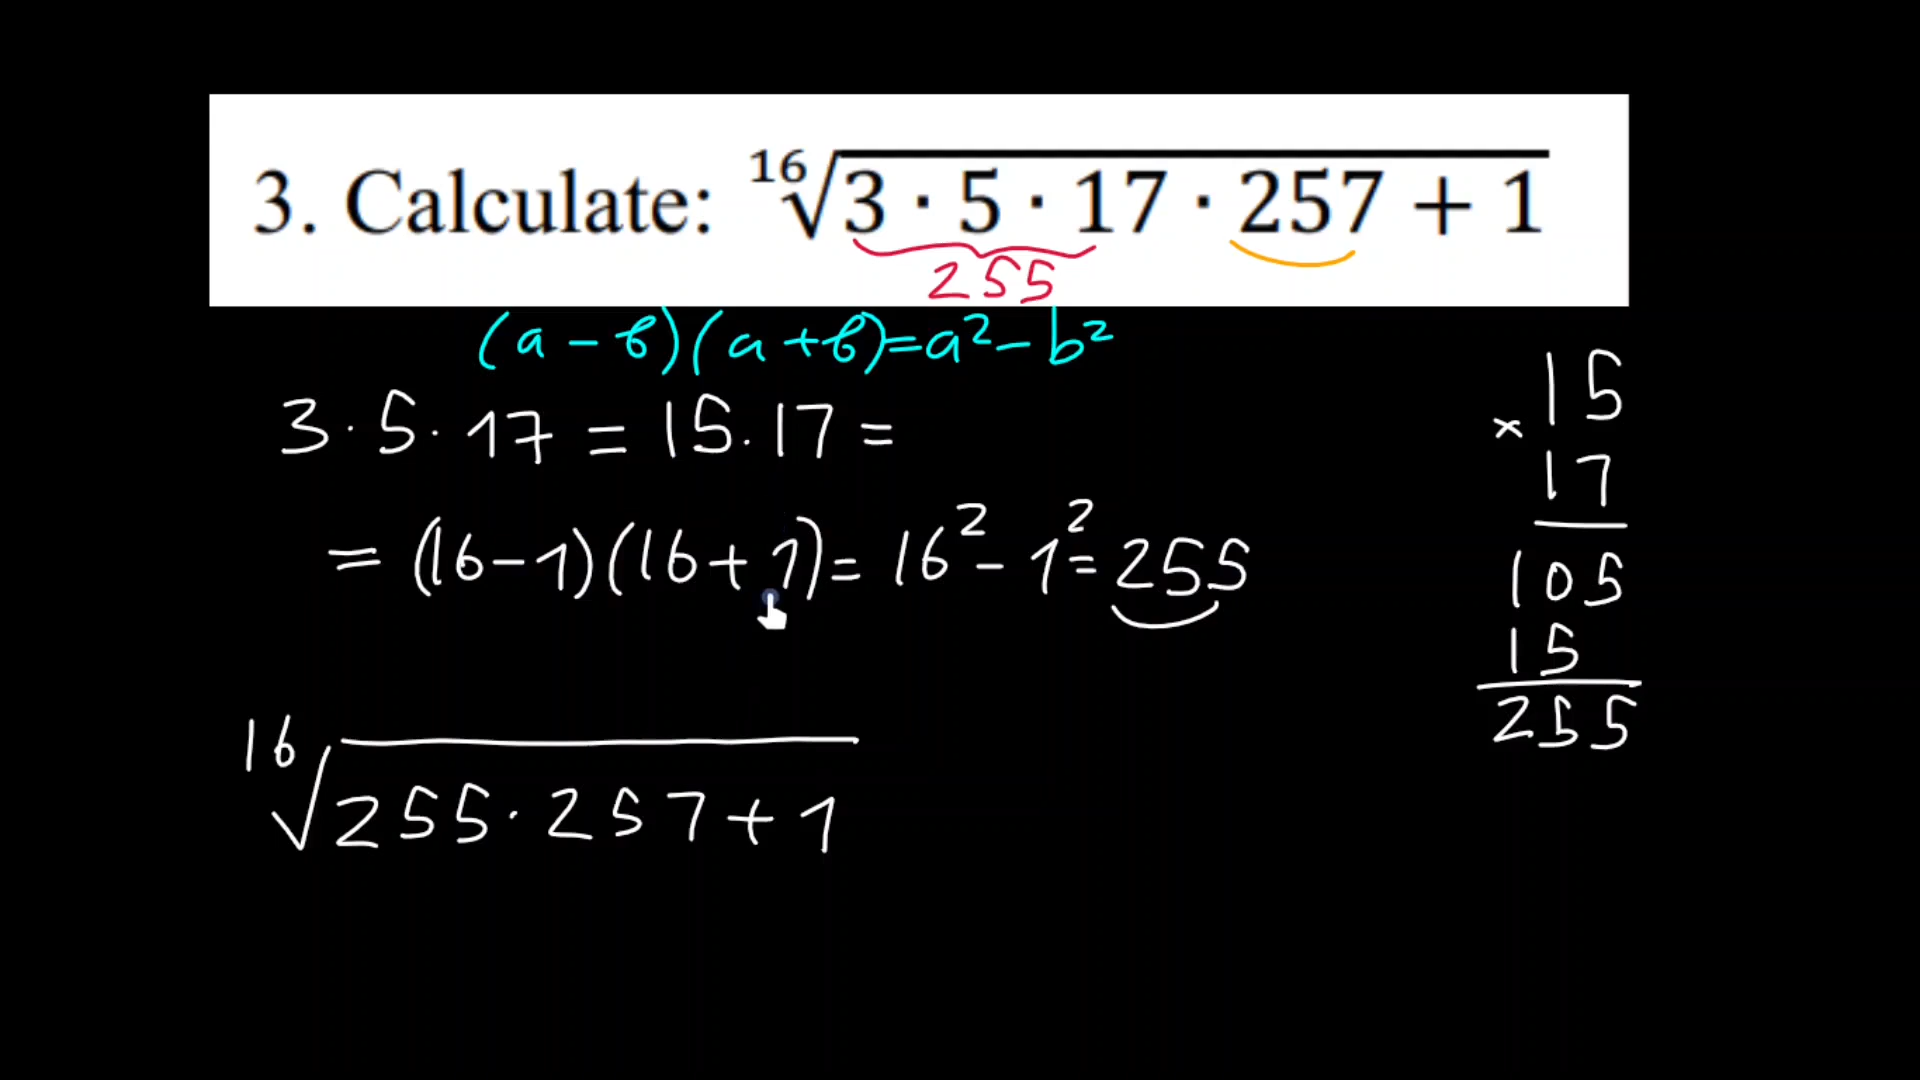 3. Calculate: ¹⁶√3 · 5 · 17 · 257 + 1
255
(a - b)(a + b) = a² - b²
3 · 5 · 17 = 15 . 17 =
= (16 - 1)(16 + 1) = 16² - 1² = 255
¹⁶√255 · 257 + 1
15
× 17
105
15
255